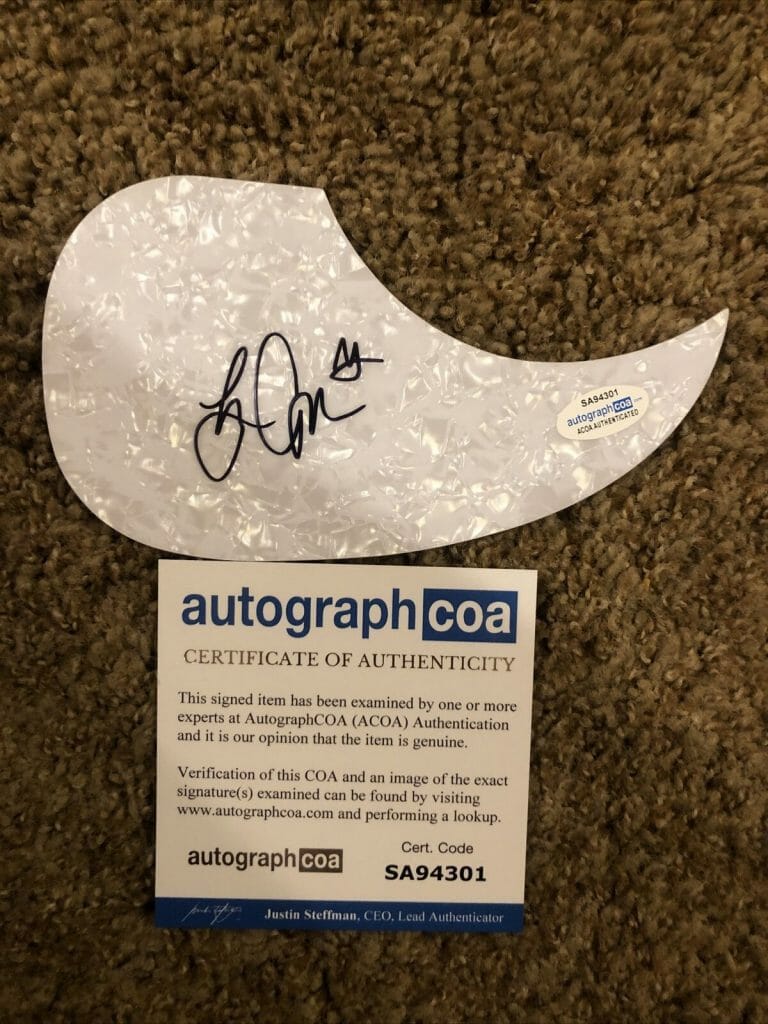 SA94301
autographcoa.com
ACOA AUTHENTICATED
autographcoa
CERTIFICATE OF AUTHENTICITY
This signed item has been examined by one or more
experts at AutographCOA (ACOA) Authentication
and it is our opinion that the item is genuine.
Verification of this COA and an image of the exact
signature(s) examined can be found by visiting
www.autographcoa.com and performing a lookup.
autographcoa
Cert. Code
SA94301
Justin Steffman, CEO, Lead Authenticator